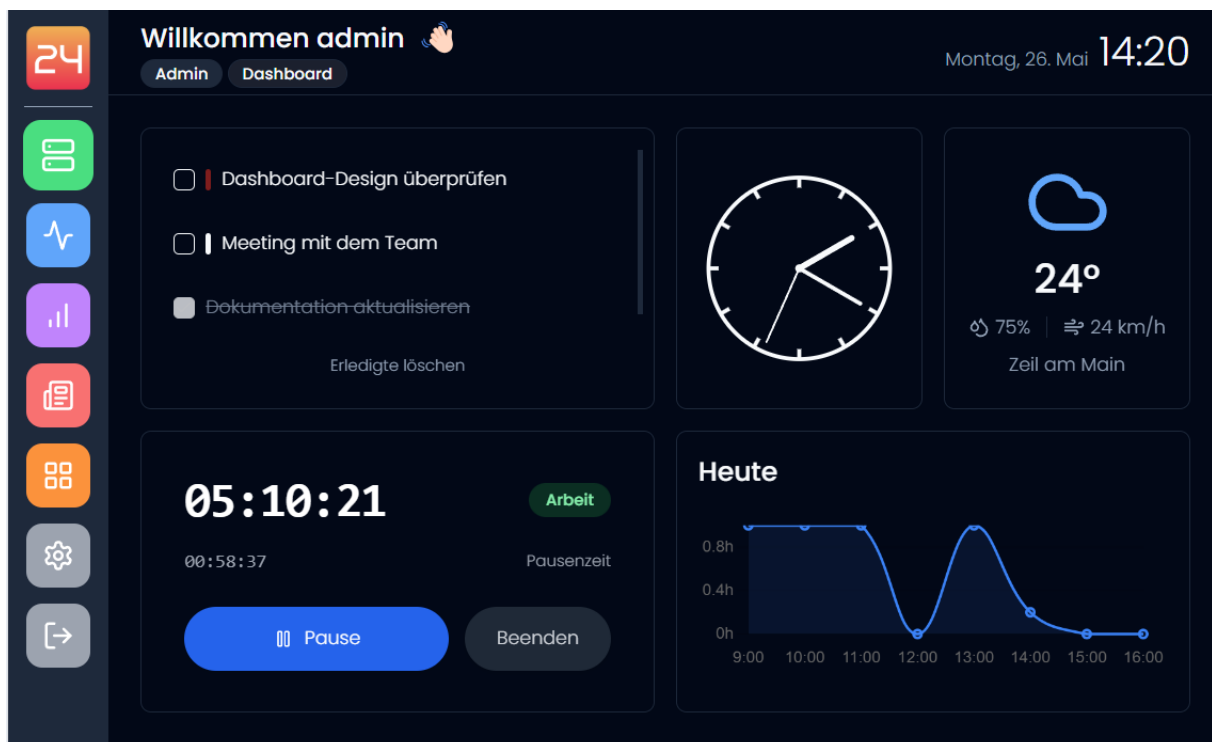 24
Willkommen admin
Admin Dashboard
Montag, 26. Mai 14:20
Dashboard-Design überprüfen
Meeting mit dem Team
Dokumentation aktualisieren
Erledigte löschen
24°
75% 24 km/h
Zeil am Main
05:10:21 Arbeit
00:58:37 Pausenzeit
Pause Beenden
Heute
0.8h
0.4h
0h
9:00 10:00 11:00 12:00 13:00 14:00 15:00 16:00